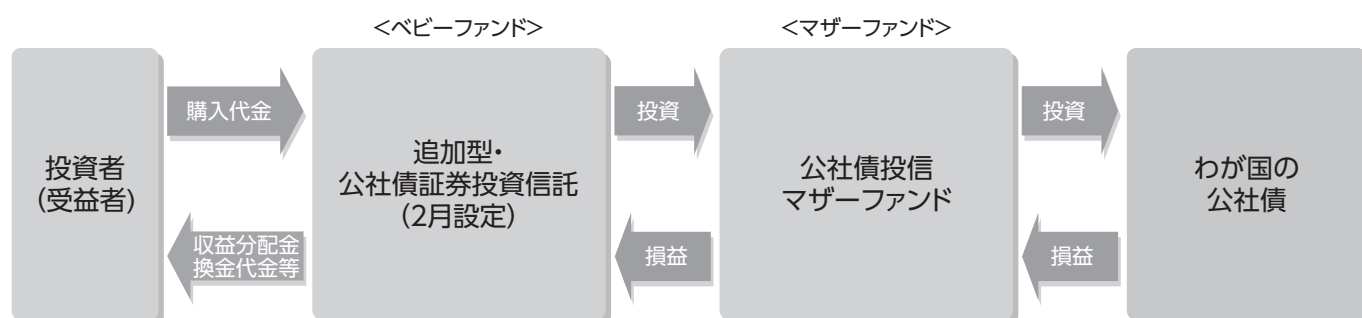 <ベビーファンド>
<マザーファンド>
投資者
(受益者)
購入代金
収益分配金
換金代金等
追加型・
公社債証券投資信託
(2月設定)
投資
損益
公社債投信
マザーファンド
投資
損益
わが国の
公社債